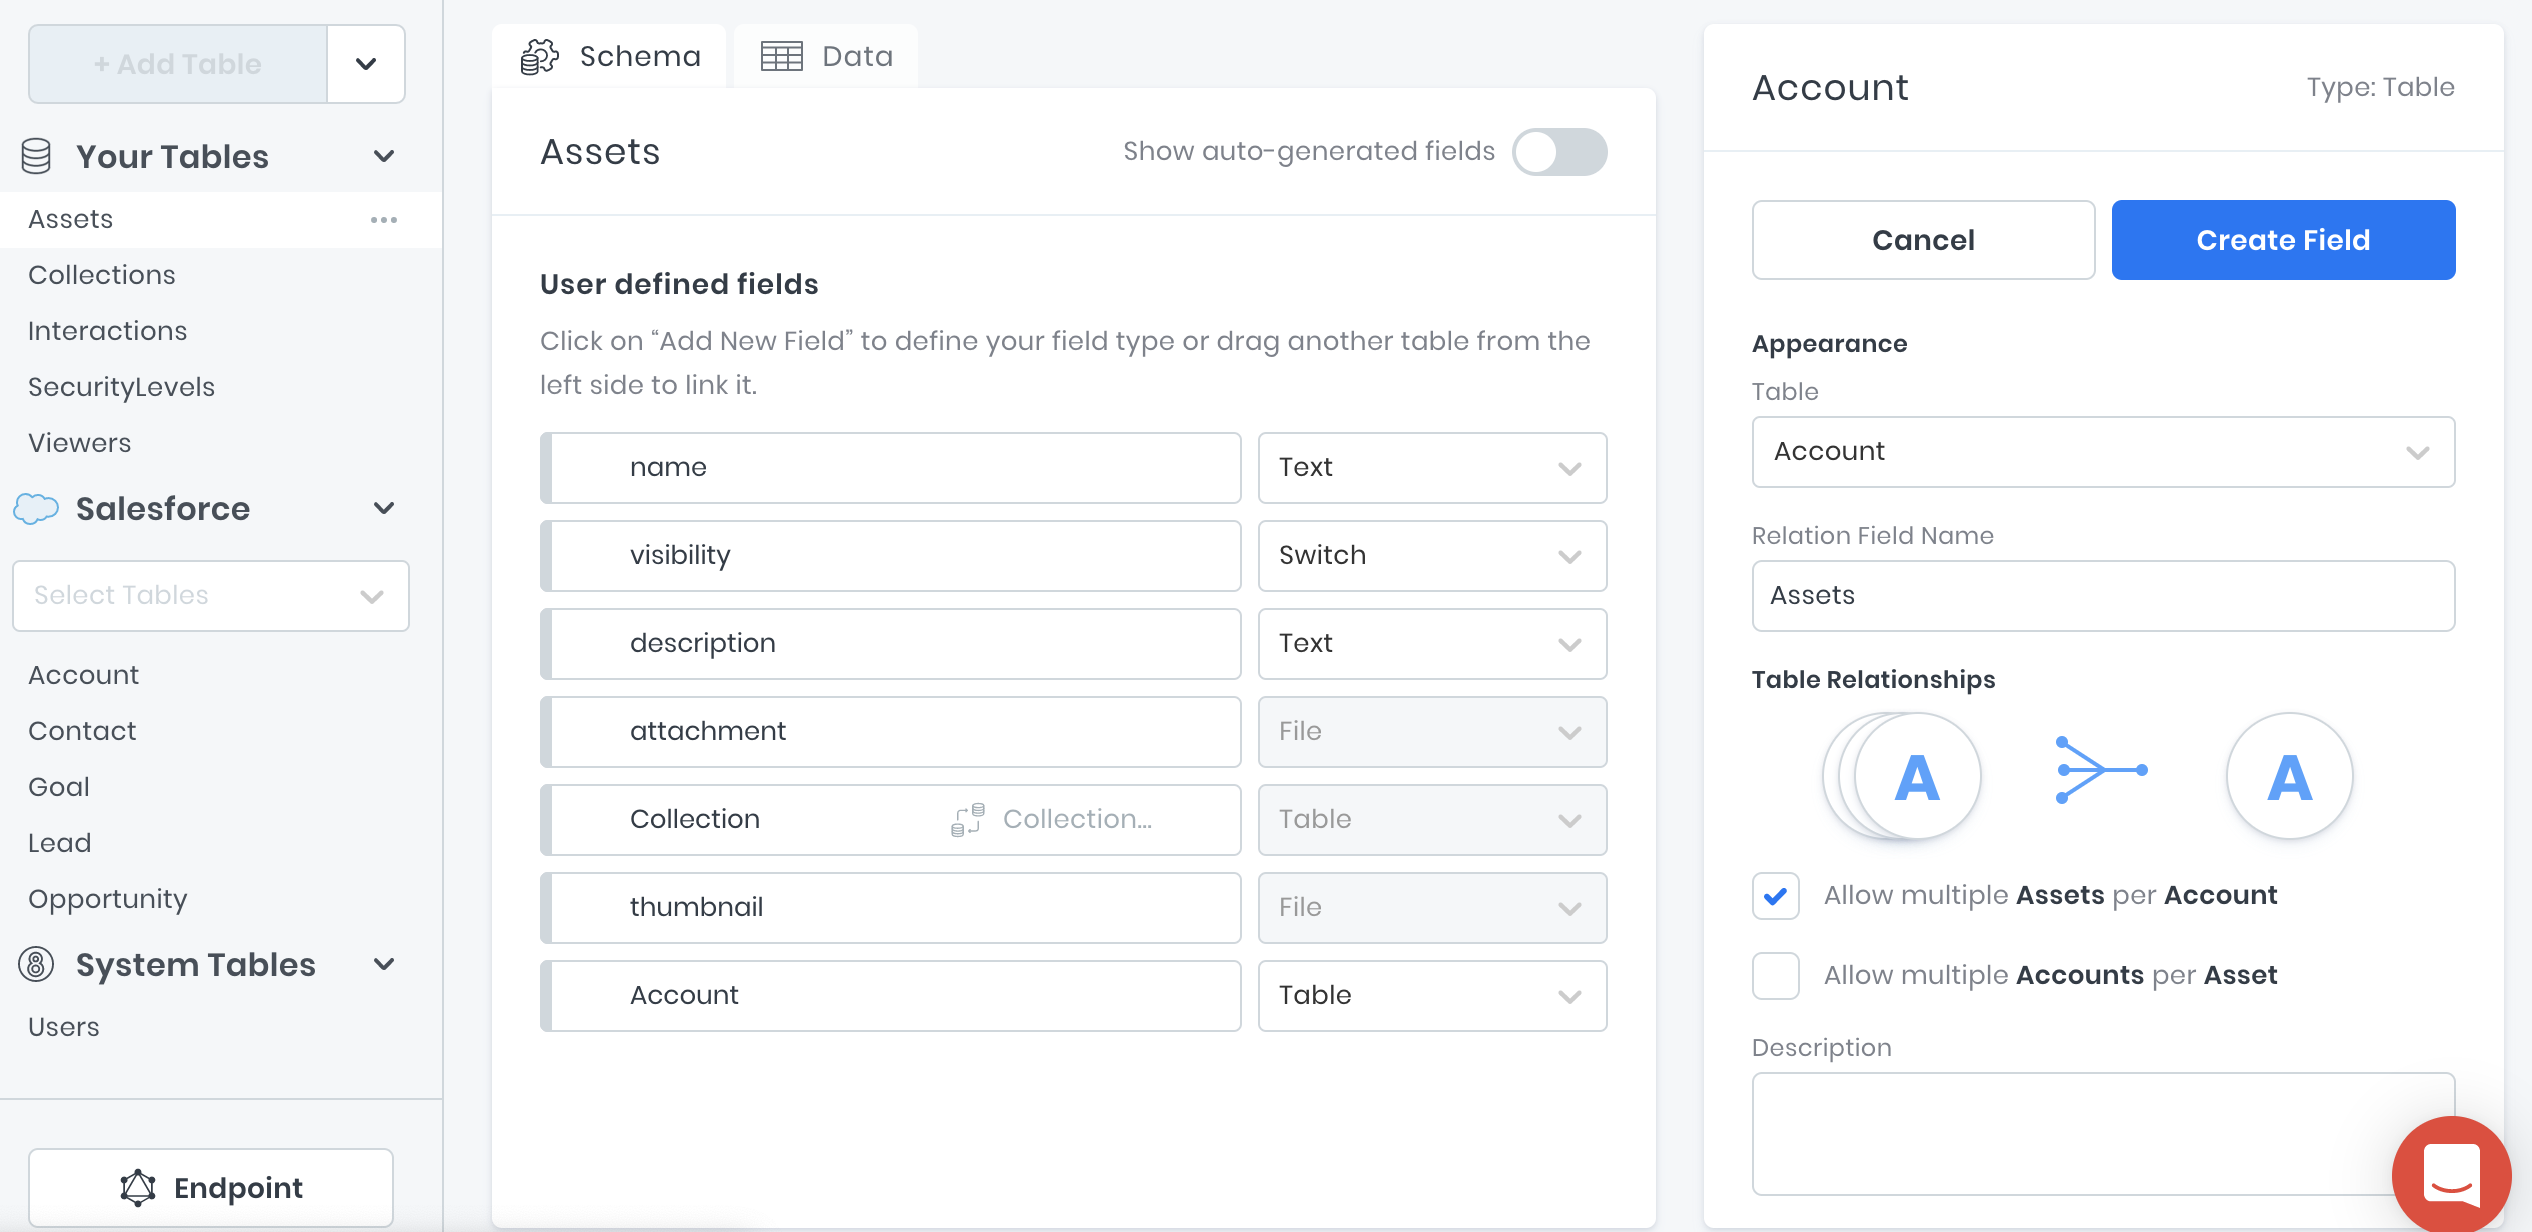 + Add Table
Your Tables
Assets
Collections
Interactions
SecurityLevels
Viewers
Salesforce
Select Tables
Account
Contact
Goal
Lead
Opportunity
System Tables
Users
Endpoint
Schema
Data
Assets
Show auto-generated fields
User defined fields
Click on “Add New Field” to define your field type or drag another table from the
left side to link it.
name Text
visibility Switch
description Text
attachment File
Collection Collection... Table
thumbnail File
Account Table
Account
Type: Table
Cancel
Create Field
Appearance
Table
Account
Relation Field Name
Assets
Table Relationships
A A
Allow multiple Assets per Account
Allow multiple Accounts per Asset
Description